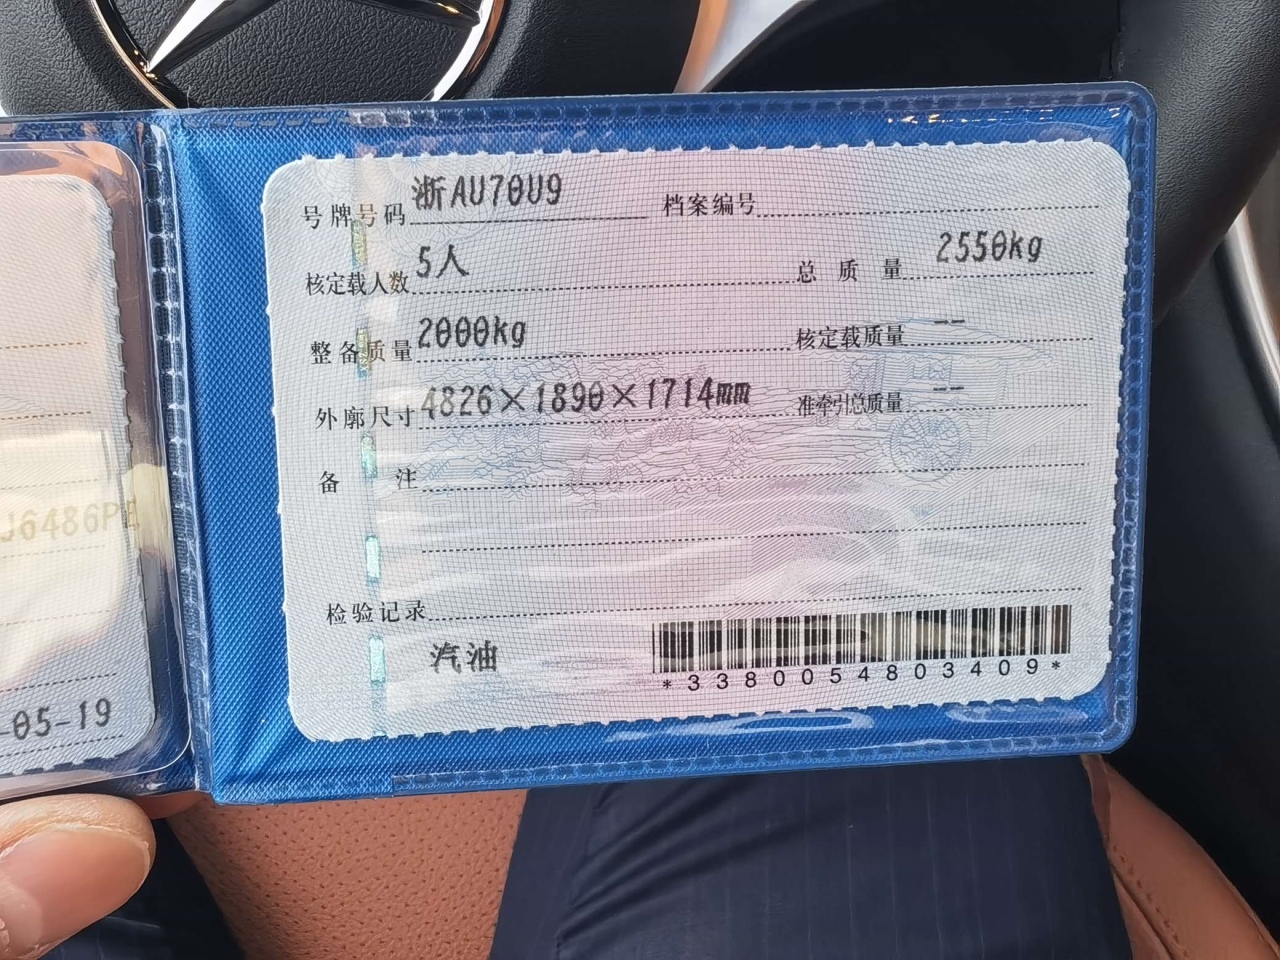 号牌号码 浙AU70U9 档案编号
核定载人数 5人 总质量 2550kg
整备质量 2000kg 核定载质量 --
外廓尺寸 4826×1890×1714mm 准牵引总质量 --
备注
检验记录
汽油
*3380054803409*
J6486P
-05-19